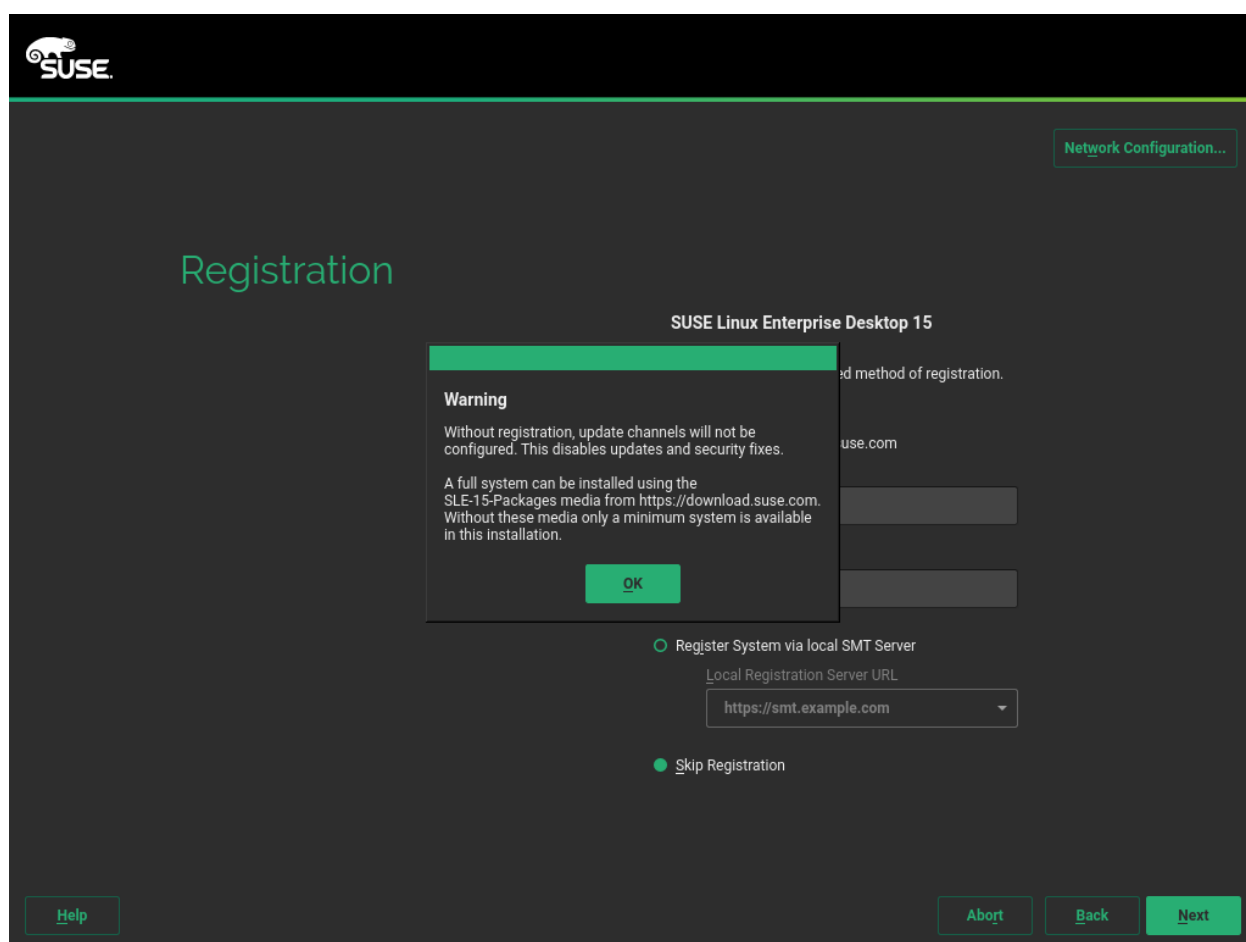 SUSE.
Network Configuration...
Registration
SUSE Linux Enterprise Desktop 15
method of registration.
Warning
Without registration, update channels will not be
configured. This disables updates and security fixes.
A full system can be installed using the
SLE-15-Packages media from https://download.suse.com.
Without these media only a minimum system is available
in this installation.
OK
Register System via local SMT Server
Local Registration Server URL
https://smt.example.com
Skip Registration
Help
Abort
Back
Next